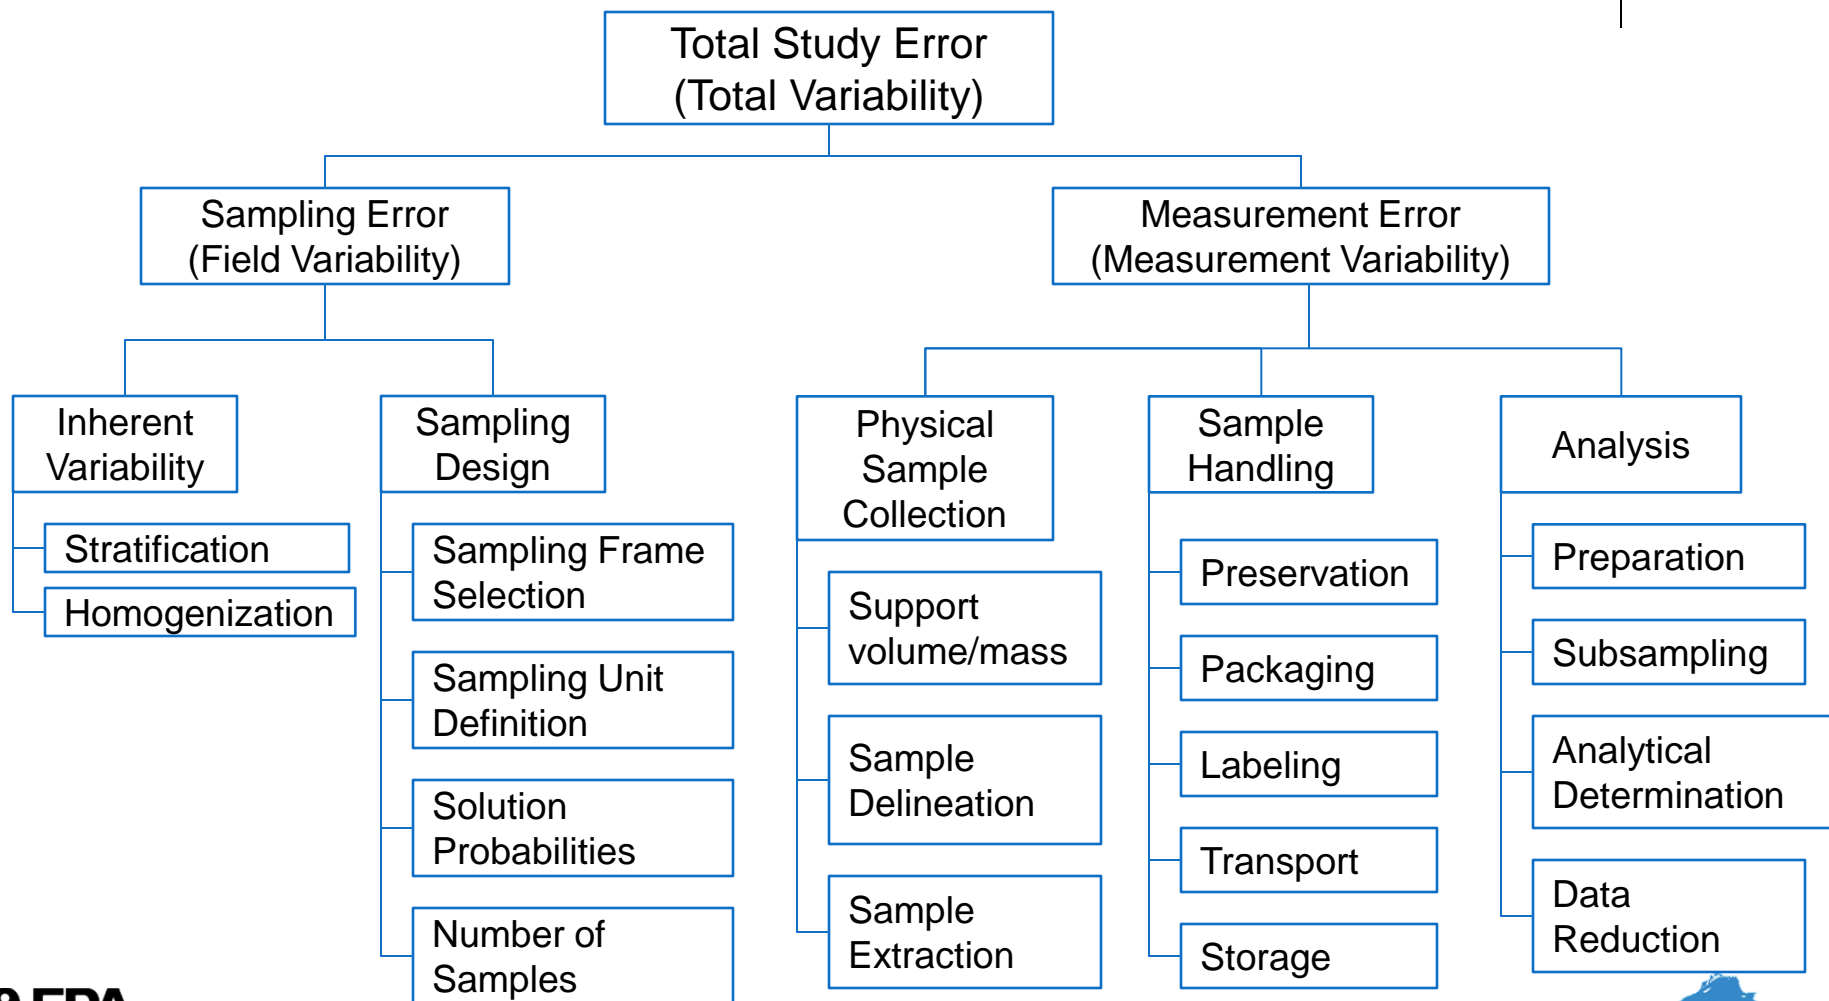 Total Study Error
(Total Variability)
Sampling Error
(Field Variability)
Measurement Error
(Measurement Variability)
Inherent
Variability
Stratification
Homogenization
Sampling
Design
Sampling Frame
Selection
Sampling Unit
Definition
Solution
Probabilities
Number of
Samples
Physical
Sample
Collection
Support
volume/mass
Sample
Delineation
Sample
Extraction
Sample
Handling
Preservation
Packaging
Labeling
Transport
Storage
Analysis
Preparation
Subsampling
Analytical
Determination
Data
Reduction
EPA